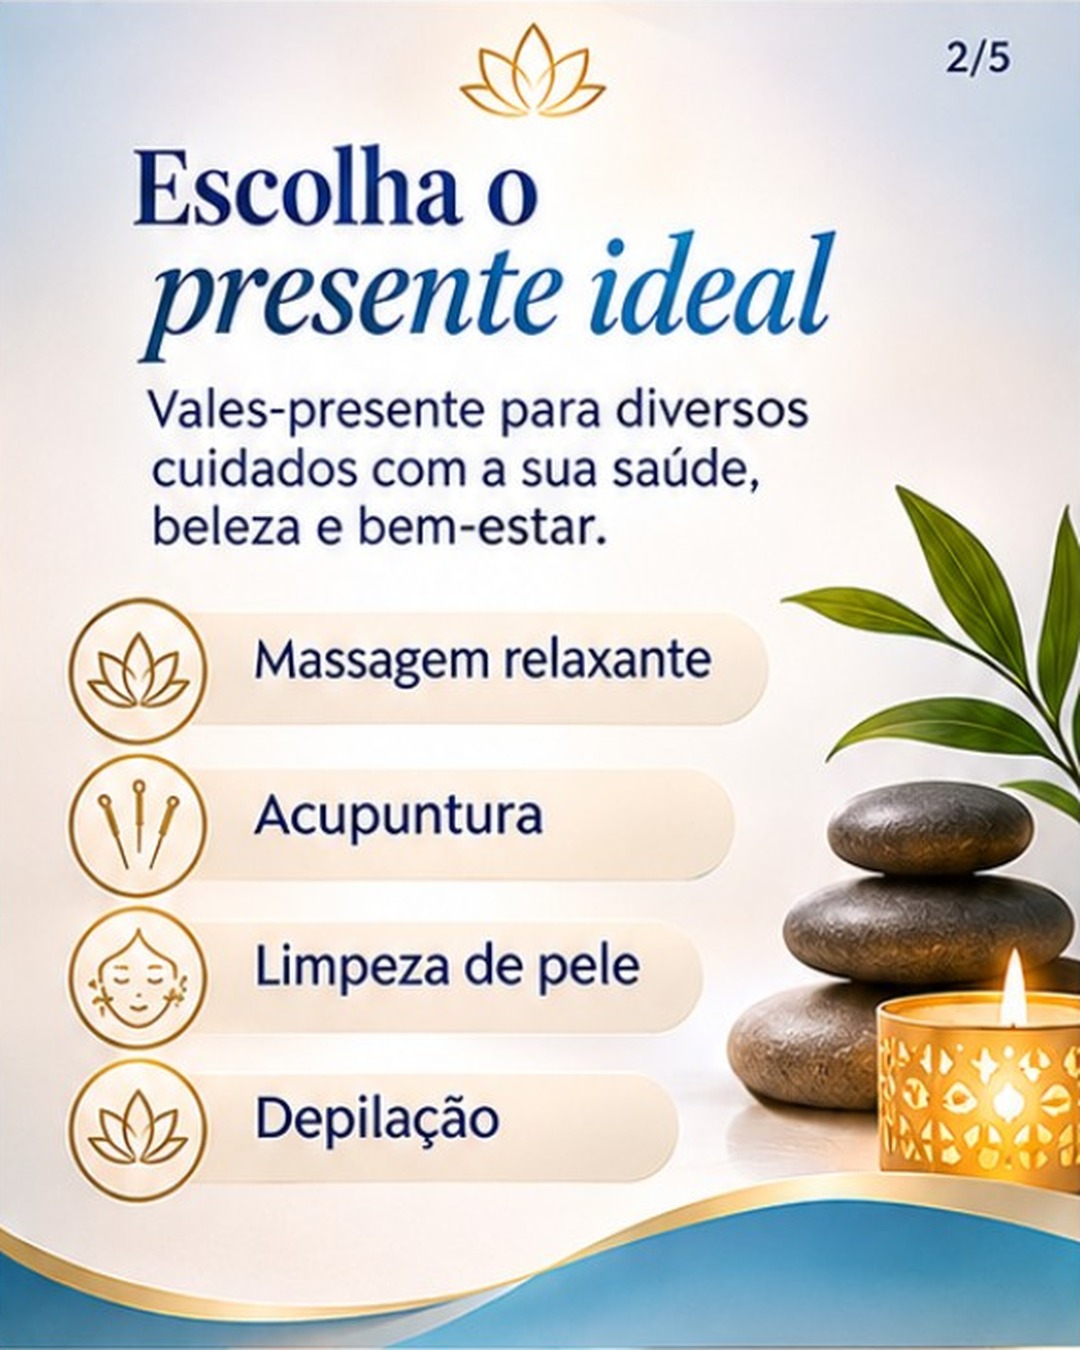 2/5
Escolha o
presente ideal
Vales-presente para diversos
cuidados com a sua saúde,
beleza e bem-estar.
Massagem relaxante
Acupuntura
Limpeza de pele
Depilação